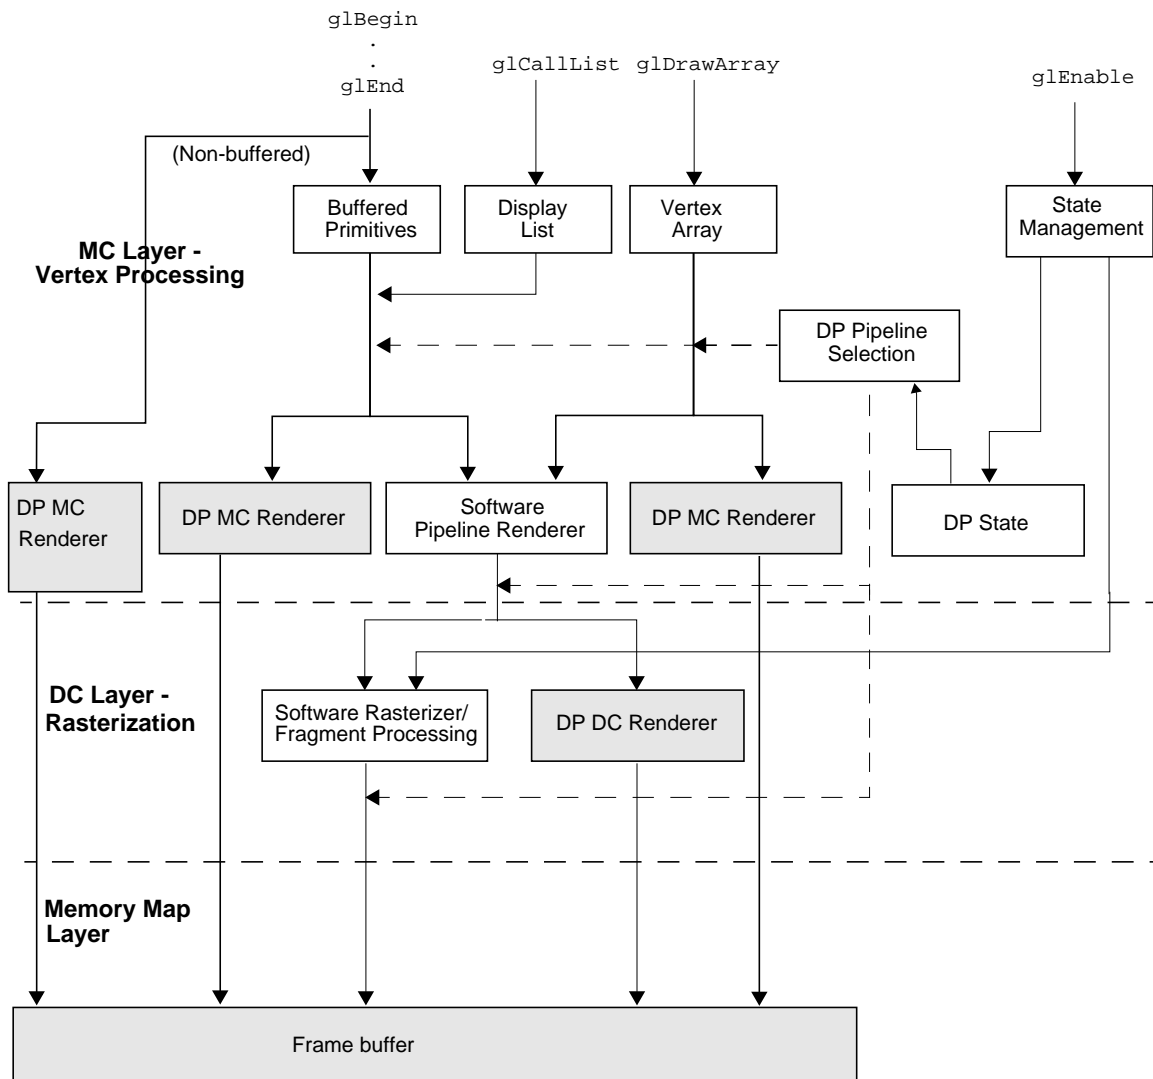 glBegin
.
.
glEnd
glCallList
glDrawArray
glEnable
(Non-buffered)
Buffered
Primitives
Display
List
Vertex
Array
State
Management
MC Layer -
Vertex Processing
DP Pipeline
Selection
DP MC
Renderer
DP MC Renderer
Software
Pipeline Renderer
DP MC Renderer
DP State
DC Layer -
Rasterization
Software Rasterizer/
Fragment Processing
DP DC Renderer
Memory Map
Layer
Frame buffer